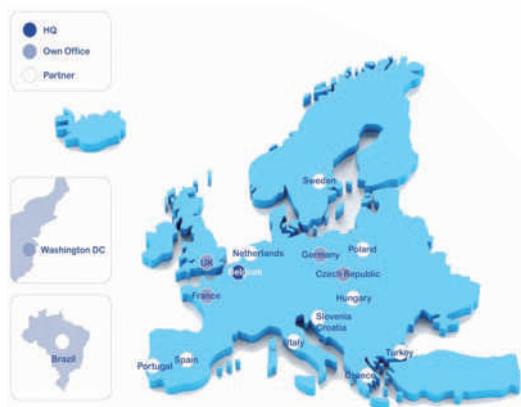 HQ
Own Office
Partner
Sweden
Washington DC
Netherlands
UK
Belgium
Germany
Poland
Czech Republic
France
Hungary
Slovenia
Croatia
Brazil
Italy
Portugal
Spain
Turkey
Greece